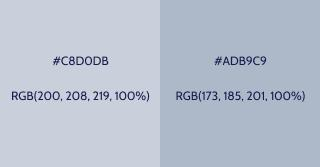 #C8D0DB
#ADB9C9
RGB(200, 208, 219, 100%)
RGB(173, 185, 201, 100%)